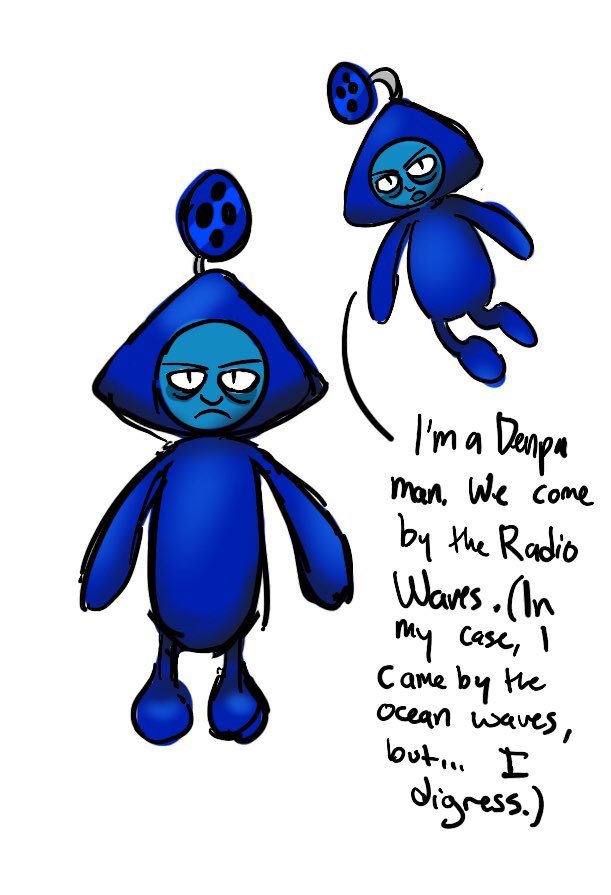 I'm a Denpa
man. We come
by the Radio
Waves. (In
my case, I
came by the
ocean waves,
but... I
digress.)